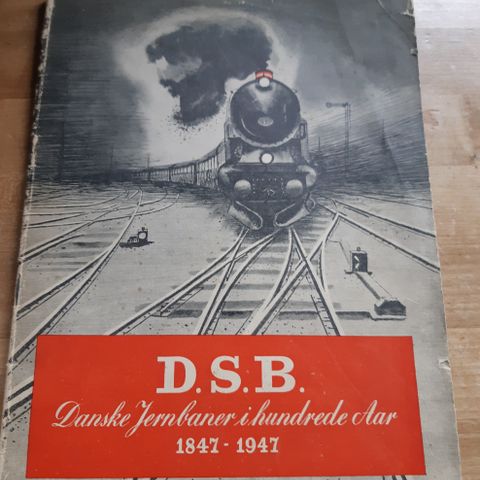 D.S.B.
Danske Jernbaner i hundrede Aar
1847 - 1947